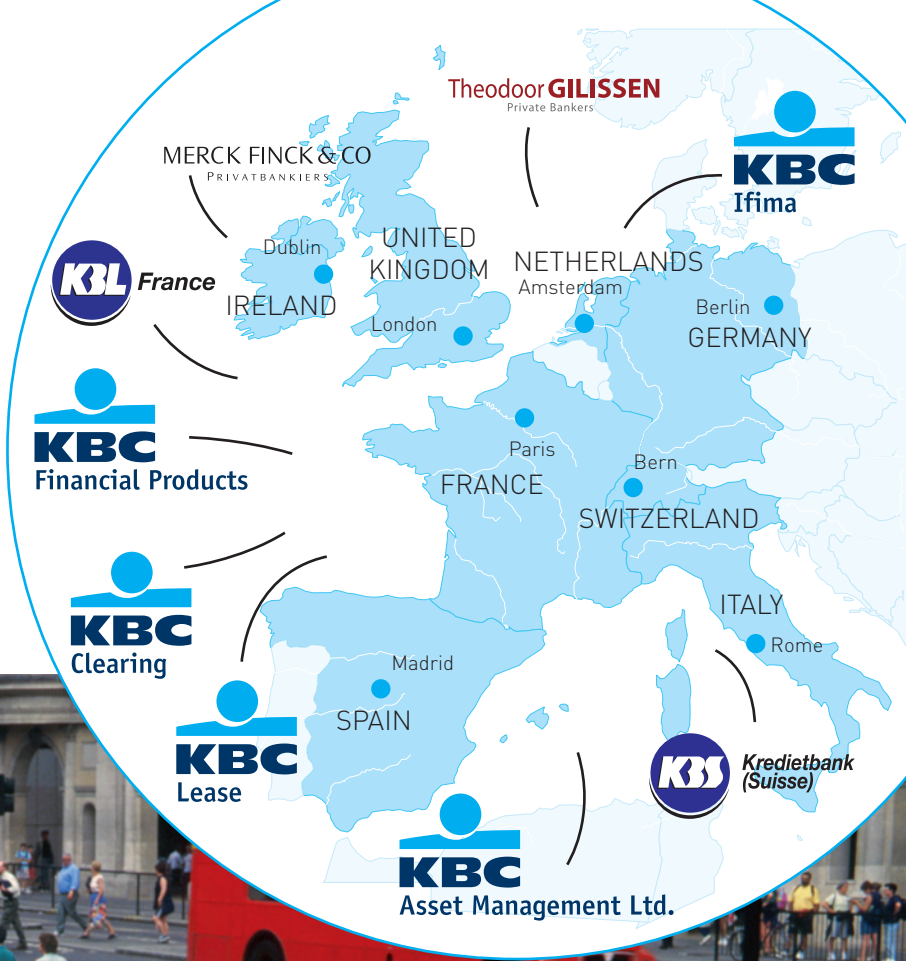 Theodoor GILISSEN
Private Bankers
KBC
Ifima
MERCK FINCK & CO
PRIVATBANKIERS
KBL France
UNITED
KINGDOM
Dublin
IRELAND
London
NETHERLANDS
Amsterdam
Berlin
GERMANY
KBC
Financial Products
Paris
FRANCE
Bern
SWITZERLAND
KBC
Clearing
ITALY
Rome
Madrid
SPAIN
KBC
Lease
KBS Kredietbank
(Suisse)
KBC
Asset Management Ltd.